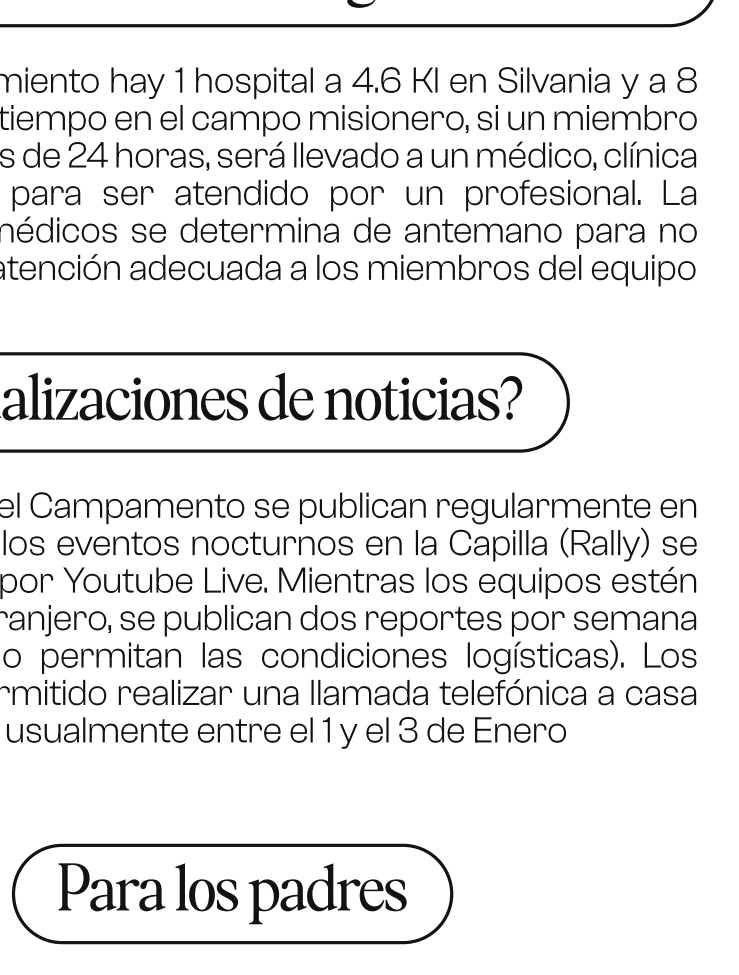 miento hay 1 hospital a 4.6 Kl en Silvania y a 8
tiempo en el campo misionero, si un miembro
s de 24 horas, será llevado a un médico, clínica
para ser atendido por un profesional. La
médicos se determina de antemano para no
atención adecuada a los miembros del equipo
alizaciones de noticias?
el Campamento se publican regularmente en
los eventos nocturnos en la Capilla (Rally) se
por Youtube Live. Mientras los equipos estén
ranjero, se publican dos reportes por semana
o permitan las condiciones logísticas). Los
rmitido realizar una llamada telefónica a casa
usualmente entre el 1 y el 3 de Enero
Para los padres